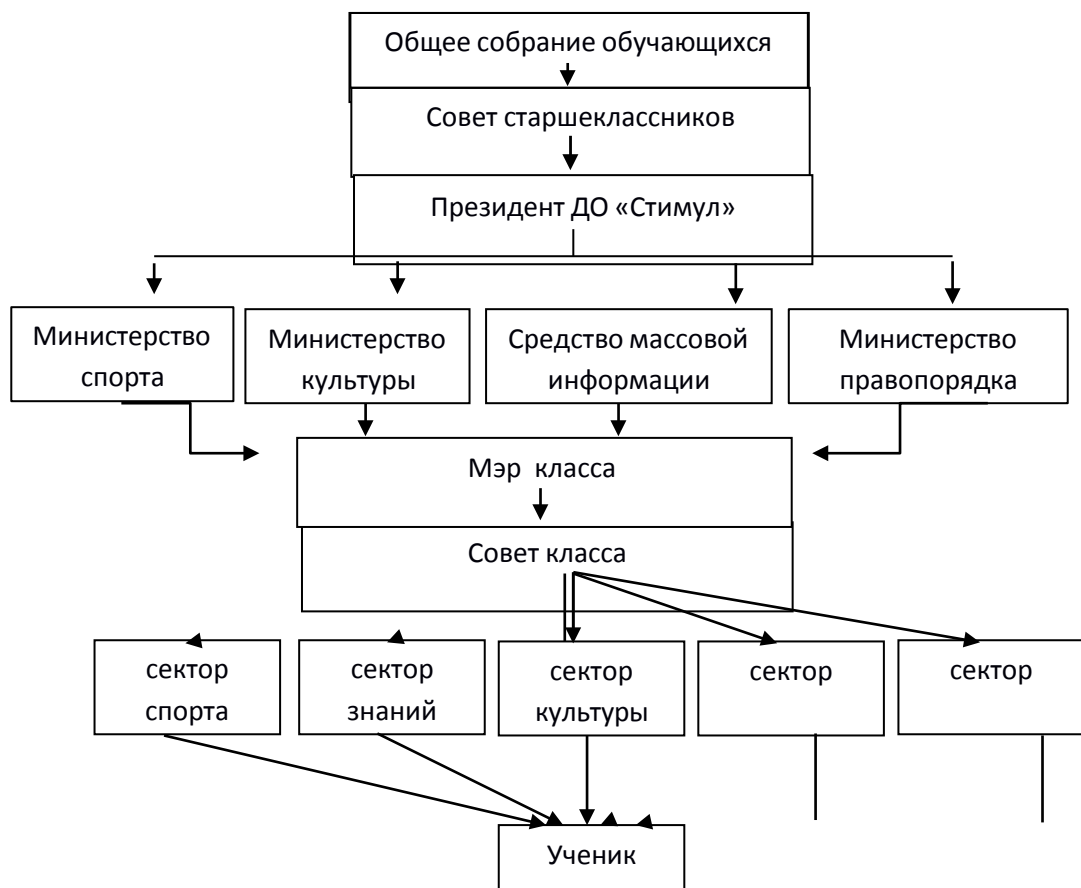 Общее собрание обучающихся
Совет старшеклассников
Президент ДО «Стимул»
Министерство
спорта
Министерство
культуры
Средство массовой
информации
Министерство
правопорядка
Мэр класса
Совет класса
сектор
спорта
сектор
знаний
сектор
культуры
сектор
сектор
Ученик